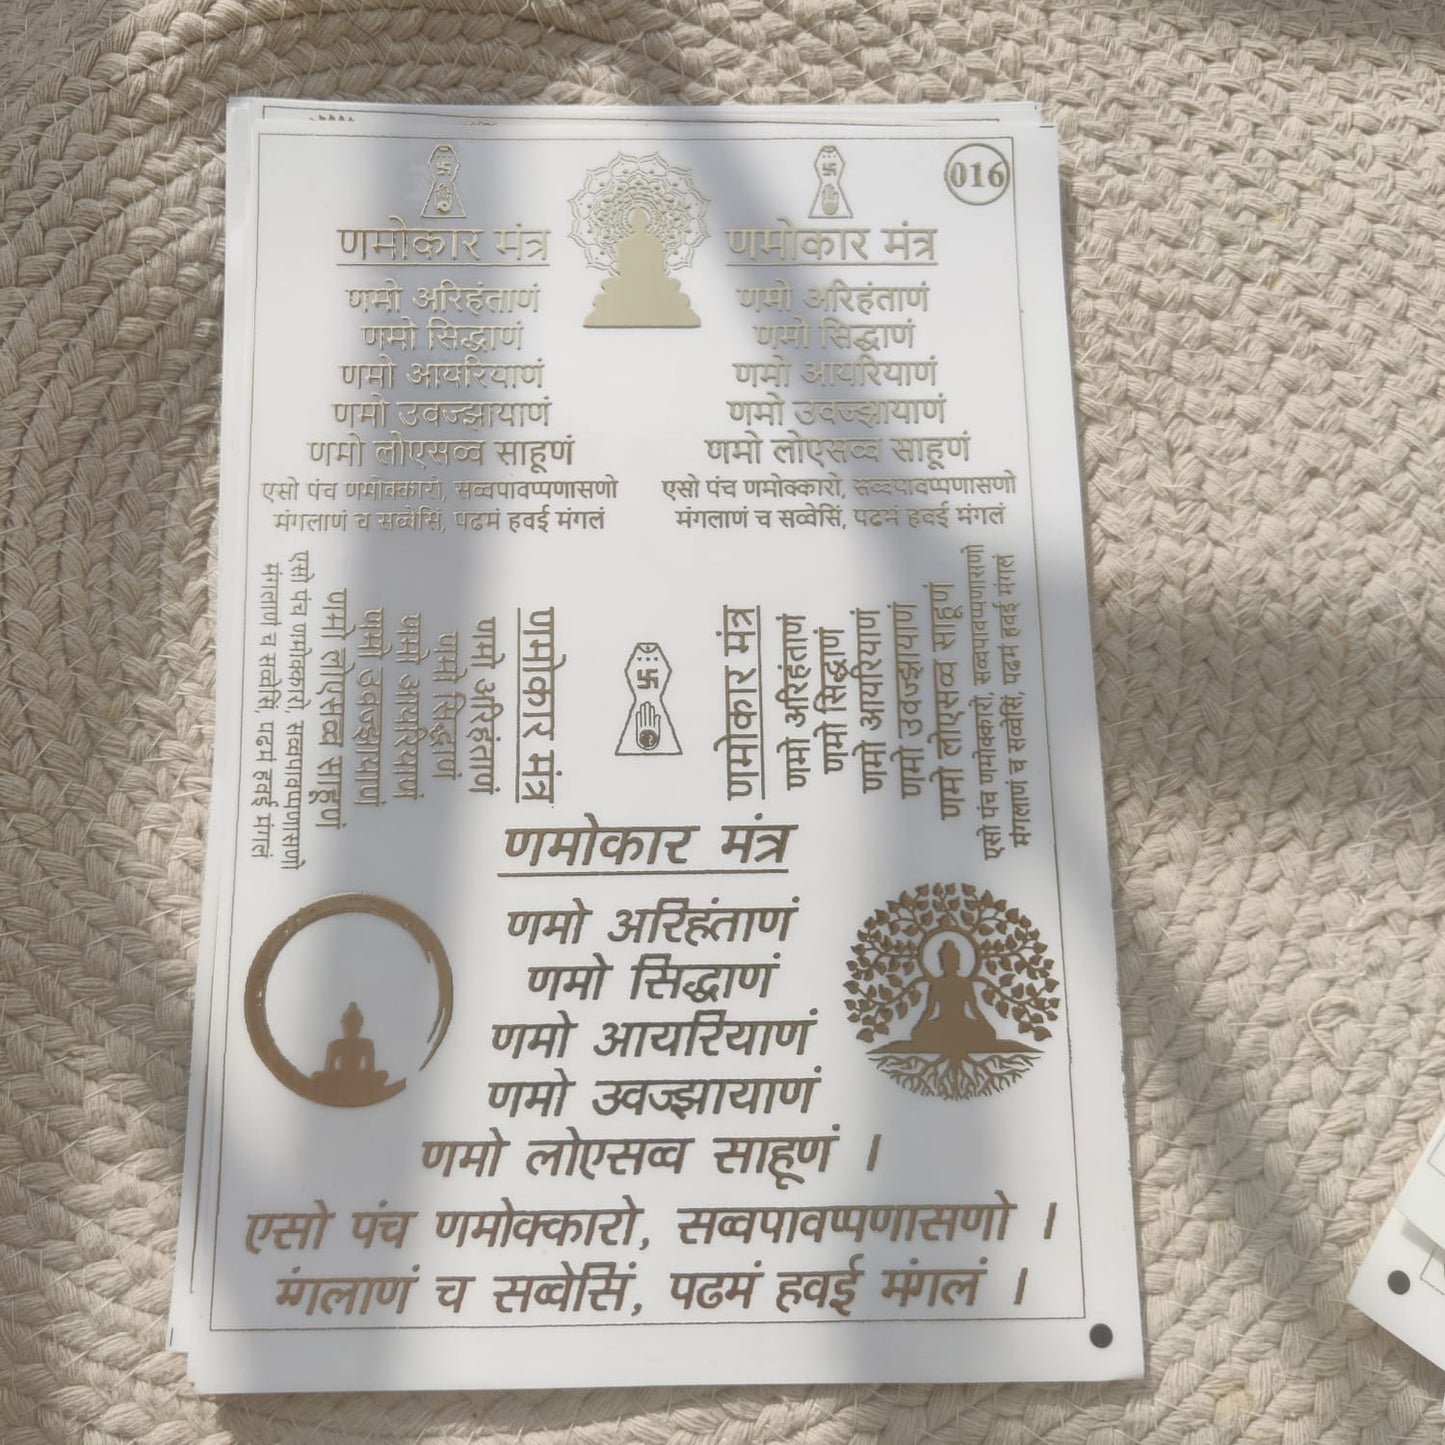 016
णमोकार मंत्र
णमो अरिहंताणं
णमो सिद्धाणं
णमो आयरियाणं
णमो उवज्झायाणं
णमो लोएसव्व साहूणं
एसो पंच णमोक्कारो, सव्वपावप्पणासणो
मंगलाणं च सव्वेसिं, पढमं हवई मंगलं
णमोकार मंत्र
णमो अरिहंताणं
णमो सिद्धाणं
णमो आयरियाणं
णमो उवज्झायाणं
णमो लोएसव्व साहूणं
एसो पंच णमोक्कारो, सव्वपावप्पणासणो
मंगलाणं च सव्वेसिं, पढमं हवई मंगलं
णमोकार मंत्र
णमो अरिहंताणं
णमो सिद्धाणं
णमो आयरियाणं
णमो उवज्झायाणं
णमो लोएसव्व साहूणं
एसो पंच णमोक्कारो, सव्वपावप्पणासणो
मंगलाणं च सव्वेसिं, पढमं हवई मंगलं
णमोकार मंत्र
णमो अरिहंताणं
णमो सिद्धाणं
णमो आयरियाणं
णमो उवज्झायाणं
णमो लोएसव्व साहूणं
एसो पंच णमोक्कारो, सव्वपावप्पणासणो
मंगलाणं च सव्वेसिं, पढमं हवई मंगलं
णमोकार मंत्र
णमो अरिहंताणं
णमो सिद्धाणं
णमो आयरियाणं
णमो उवज्झायाणं
णमो लोएसव्व साहूणं ।
एसो पंच णमोक्कारो, सव्वपावप्पणासणो ।
मंगलाणं च सव्वेसिं, पढमं हवई मंगलं ।